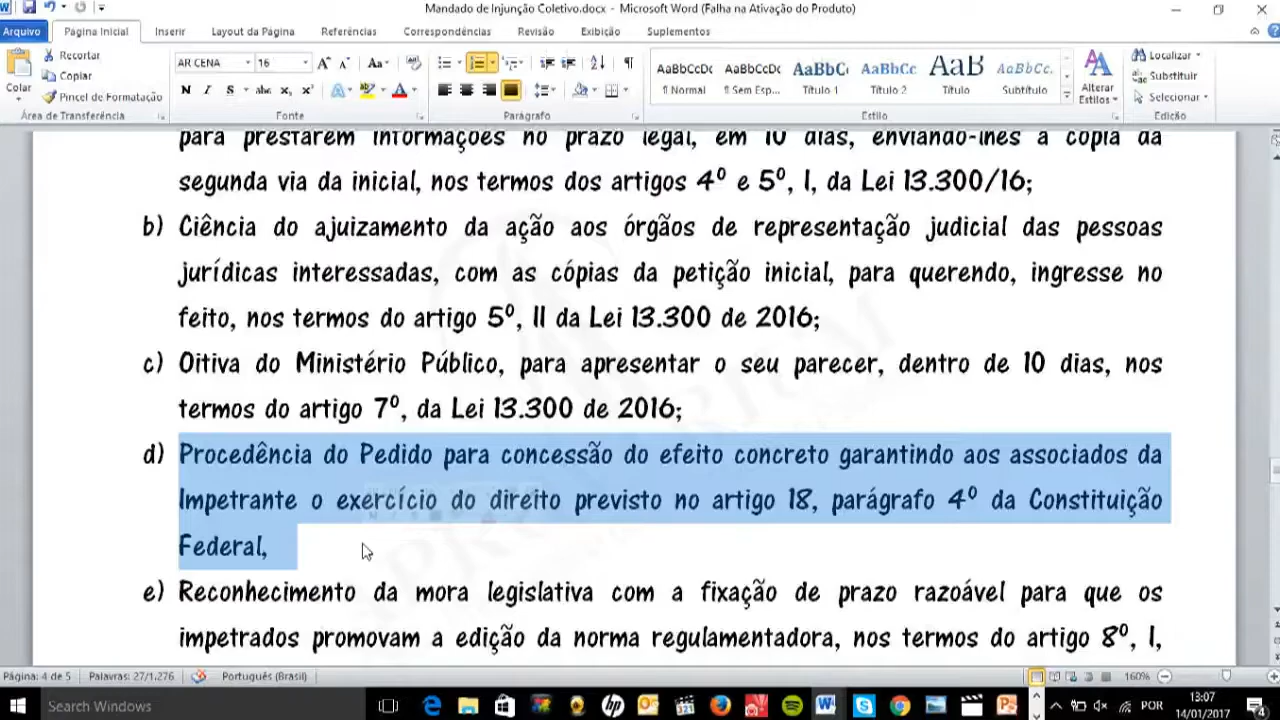 Mandado de Injunção Coletivo.docx - Microsoft Word (Falha na Ativação do Produto)
Arquivo Página Inicial Inserir Layout da Página Referências Correspondências Revisão Exibição Suplementos
Colar
Recortar
Copiar
Pincel de Formatação
Área de Transferência
AR CENA 16
Fonte
Parágrafo
AaBbCcDc AaBbCcDc AaBbC AaBbCc AaB AaBbCc.
¶ Normal ¶ Sem Esp... Título 1 Título 2 Título Subtítulo
Alterar Estilos
Estilo
Localizar
Substituir
Selecionar
Edição
para prestarem informações no prazo legal, em 10 dias, enviando-lhes a cópia da
segunda via da inicial, nos termos dos artigos 4º e 5º, I, da Lei 13.300/16;
b) Ciência do ajuizamento da ação aos órgãos de representação judicial das pessoas
jurídicas interessadas, com as cópias da petição inicial, para querendo, ingresse no
feito, nos termos do artigo 5º, II da Lei 13.300 de 2016;
c) Oitiva do Ministério Público, para apresentar o seu parecer, dentro de 10 dias, nos
termos do artigo 7º, da Lei 13.300 de 2016;
d) Procedência do Pedido para concessão do efeito concreto garantindo aos associados da
Impetrante o exercício do direito previsto no artigo 18, parágrafo 4º da Constituição
Federal,
e) Reconhecimento da mora legislativa com a fixação de prazo razoável para que os
impetrados promovam a edição da norma regulamentadora, nos termos do artigo 8º, I,
Página: 4 de 5 Palavras: 27/1.276 Português (Brasil) 160%
Search Windows
POR
13:07
14/01/2017